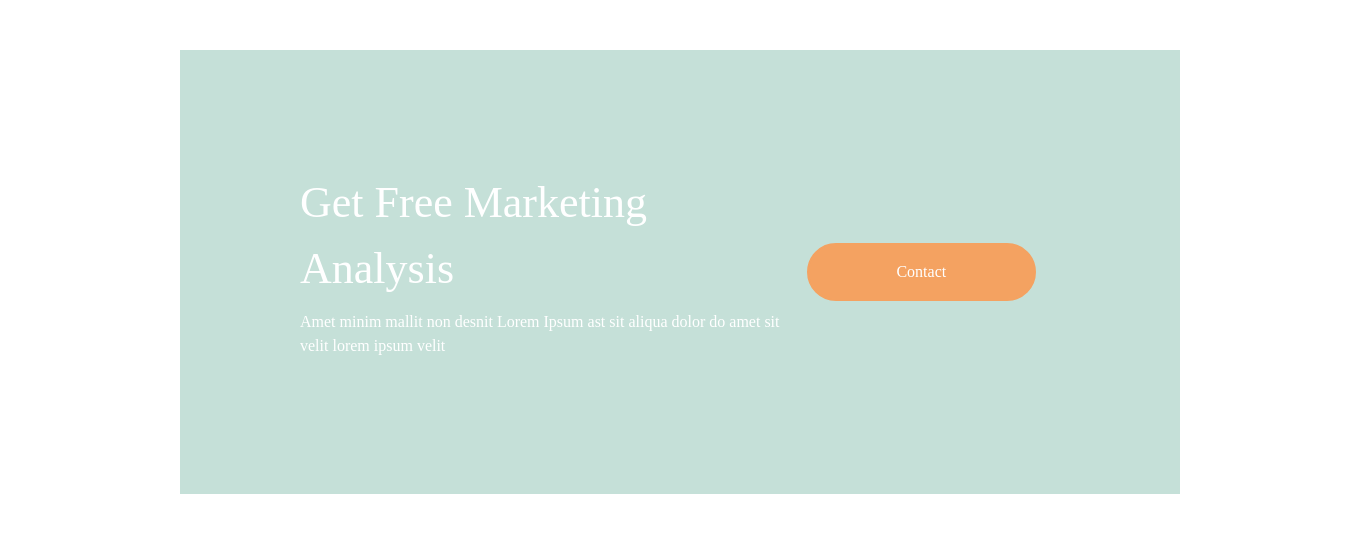 Get Free Marketing
Analysis
Amet minim mallit non desnit Lorem Ipsum ast sit aliqua dolor do amet sit
velit lorem ipsum velit
Contact